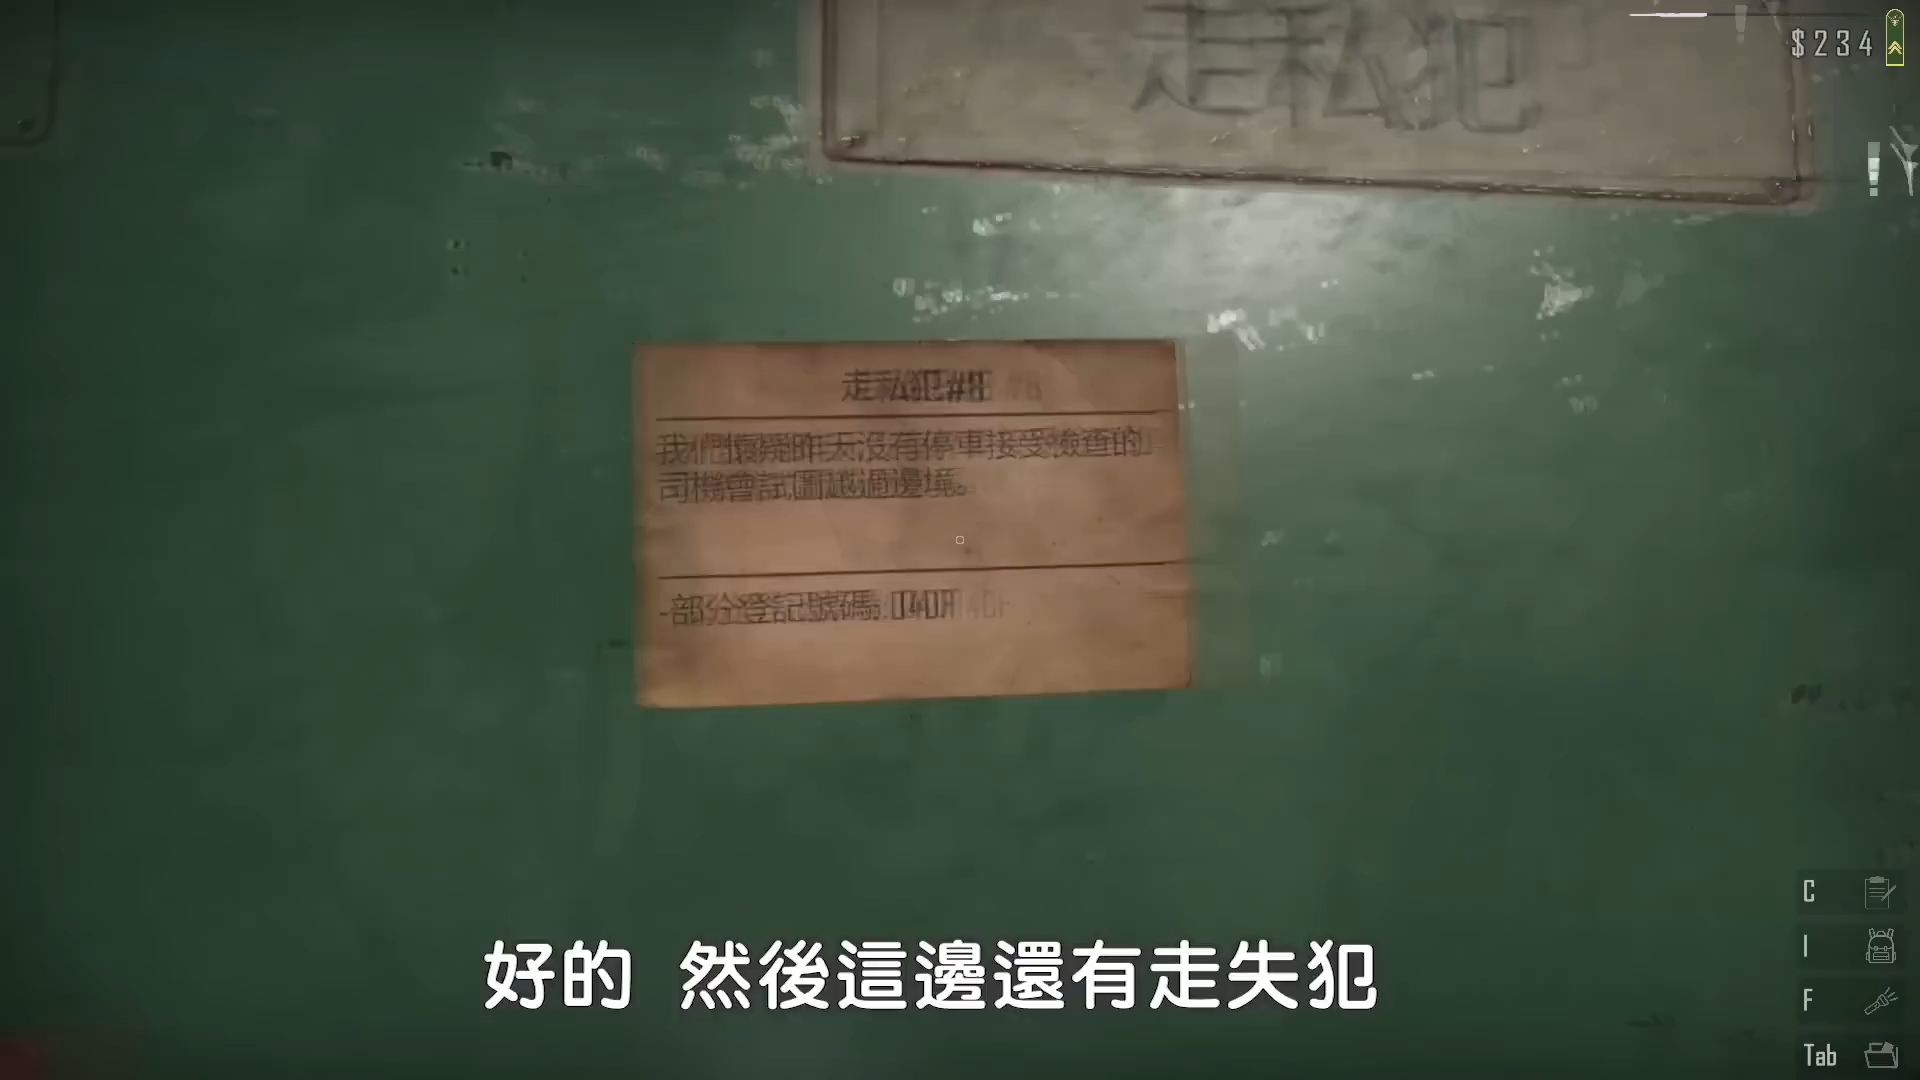 走私犯
$234
走私犯#8
我們懷疑昨天沒有停車接受檢查的
司機會試圖越過邊境。
-部分登記號碼:
C
I
F
Tab
好的 然後這邊還有走失犯